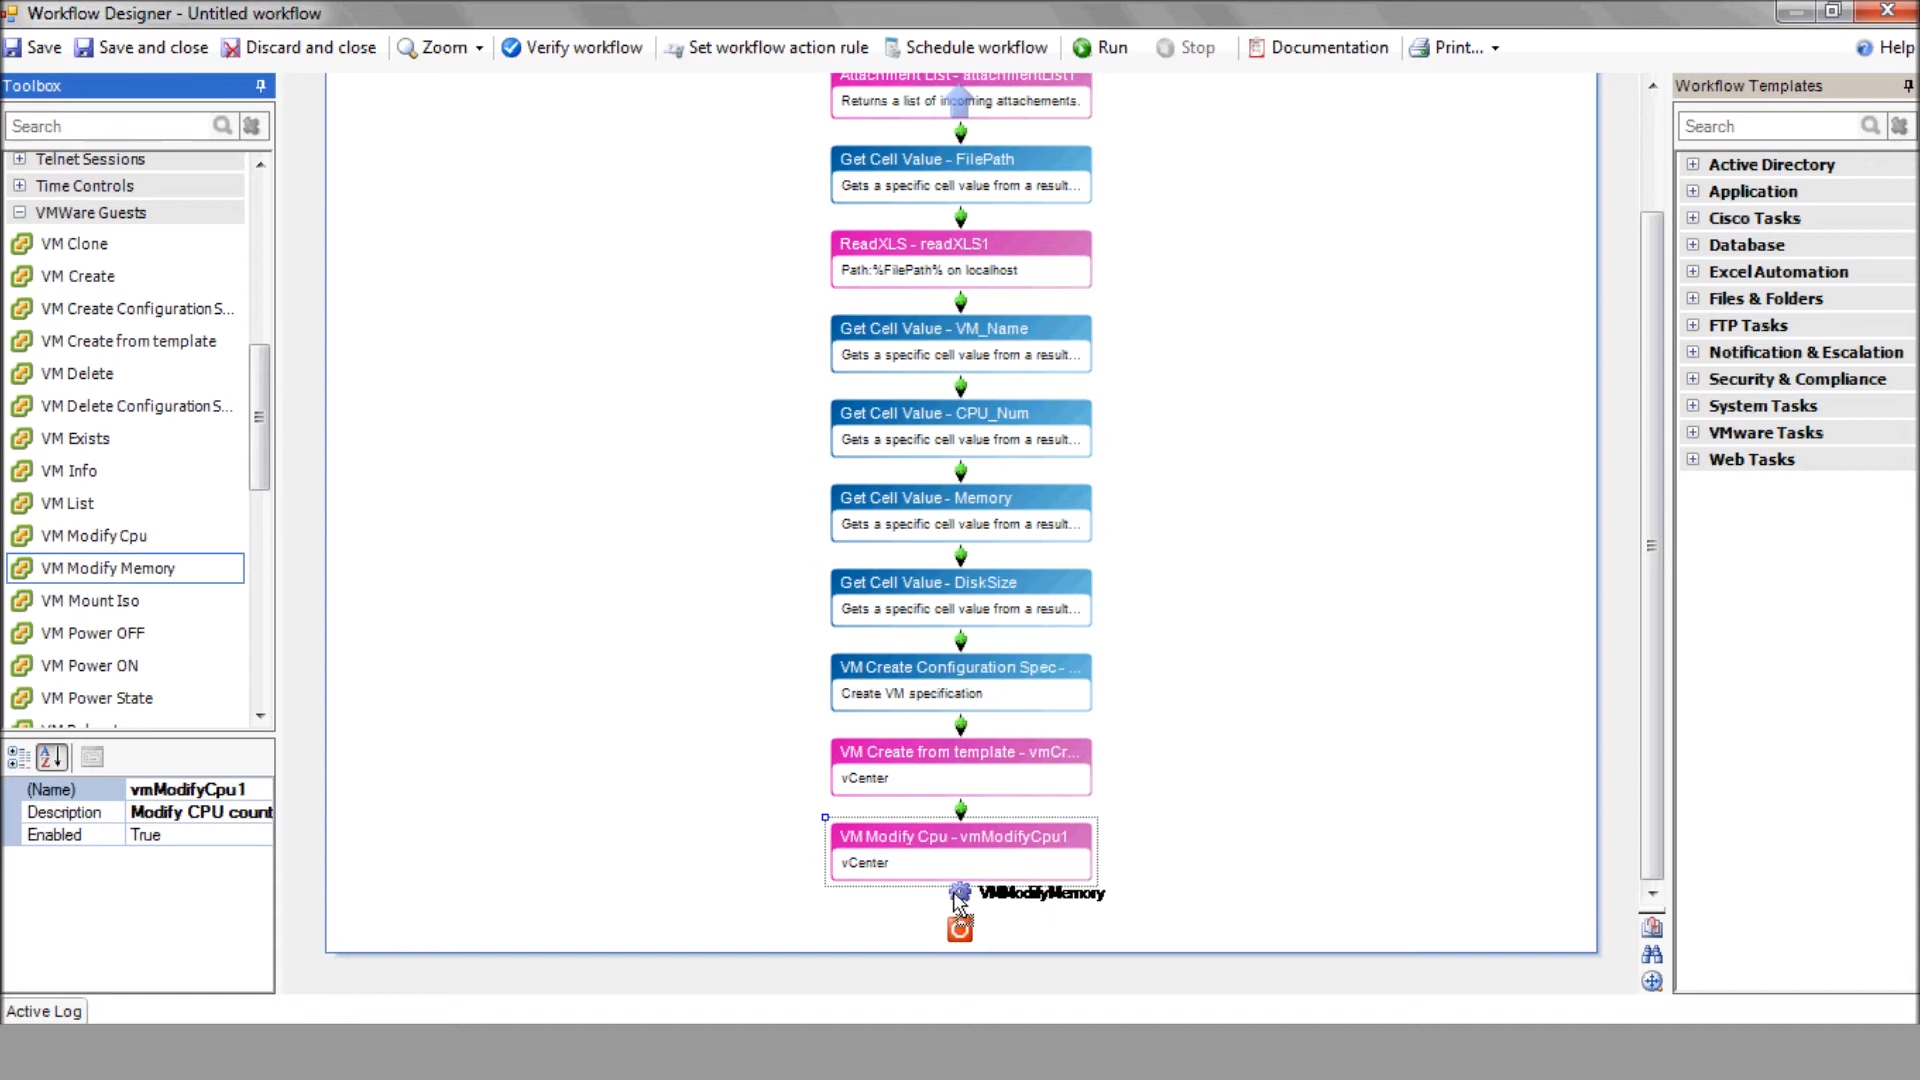 Workflow Designer - Untitled workflow
Save
Save and close
Discard and close
Zoom
Verify workflow
Set workflow action rule
Schedule workflow
Run
Stop
Documentation
Print...
Help
Toolbox
Search
Telnet Sessions
Time Controls
VMWare Guests
VM Clone
VM Create
VM Create Configuration S...
VM Create from template
VM Delete
VM Delete Configuration S...
VM Exists
VM Info
VM List
VM Modify Cpu
VM Modify Memory
VM Mount Iso
VM Power OFF
VM Power ON
VM Power State
(Name) vmModifyCpu1
Description Modify CPU count
Enabled True
Active Log
Attachment List - attachmentList1
Returns a list of incoming attachements.
Get Cell Value - FilePath
Gets a specific cell value from a result...
ReadXLS - readXLS1
Path:%FilePath% on localhost
Get Cell Value - VM_Name
Gets a specific cell value from a result...
Get Cell Value - CPU_Num
Gets a specific cell value from a result...
Get Cell Value - Memory
Gets a specific cell value from a result...
Get Cell Value - DiskSize
Gets a specific cell value from a result...
VM Create Configuration Spec - ...
Create VM specification
VM Create from template - vmCr...
vCenter
VM Modify Cpu - vmModifyCpu1
vCenter
VMModifyMemory
Workflow Templates
Search
Active Directory
Application
Cisco Tasks
Database
Excel Automation
Files & Folders
FTP Tasks
Notification & Escalation
Security & Compliance
System Tasks
VMware Tasks
Web Tasks